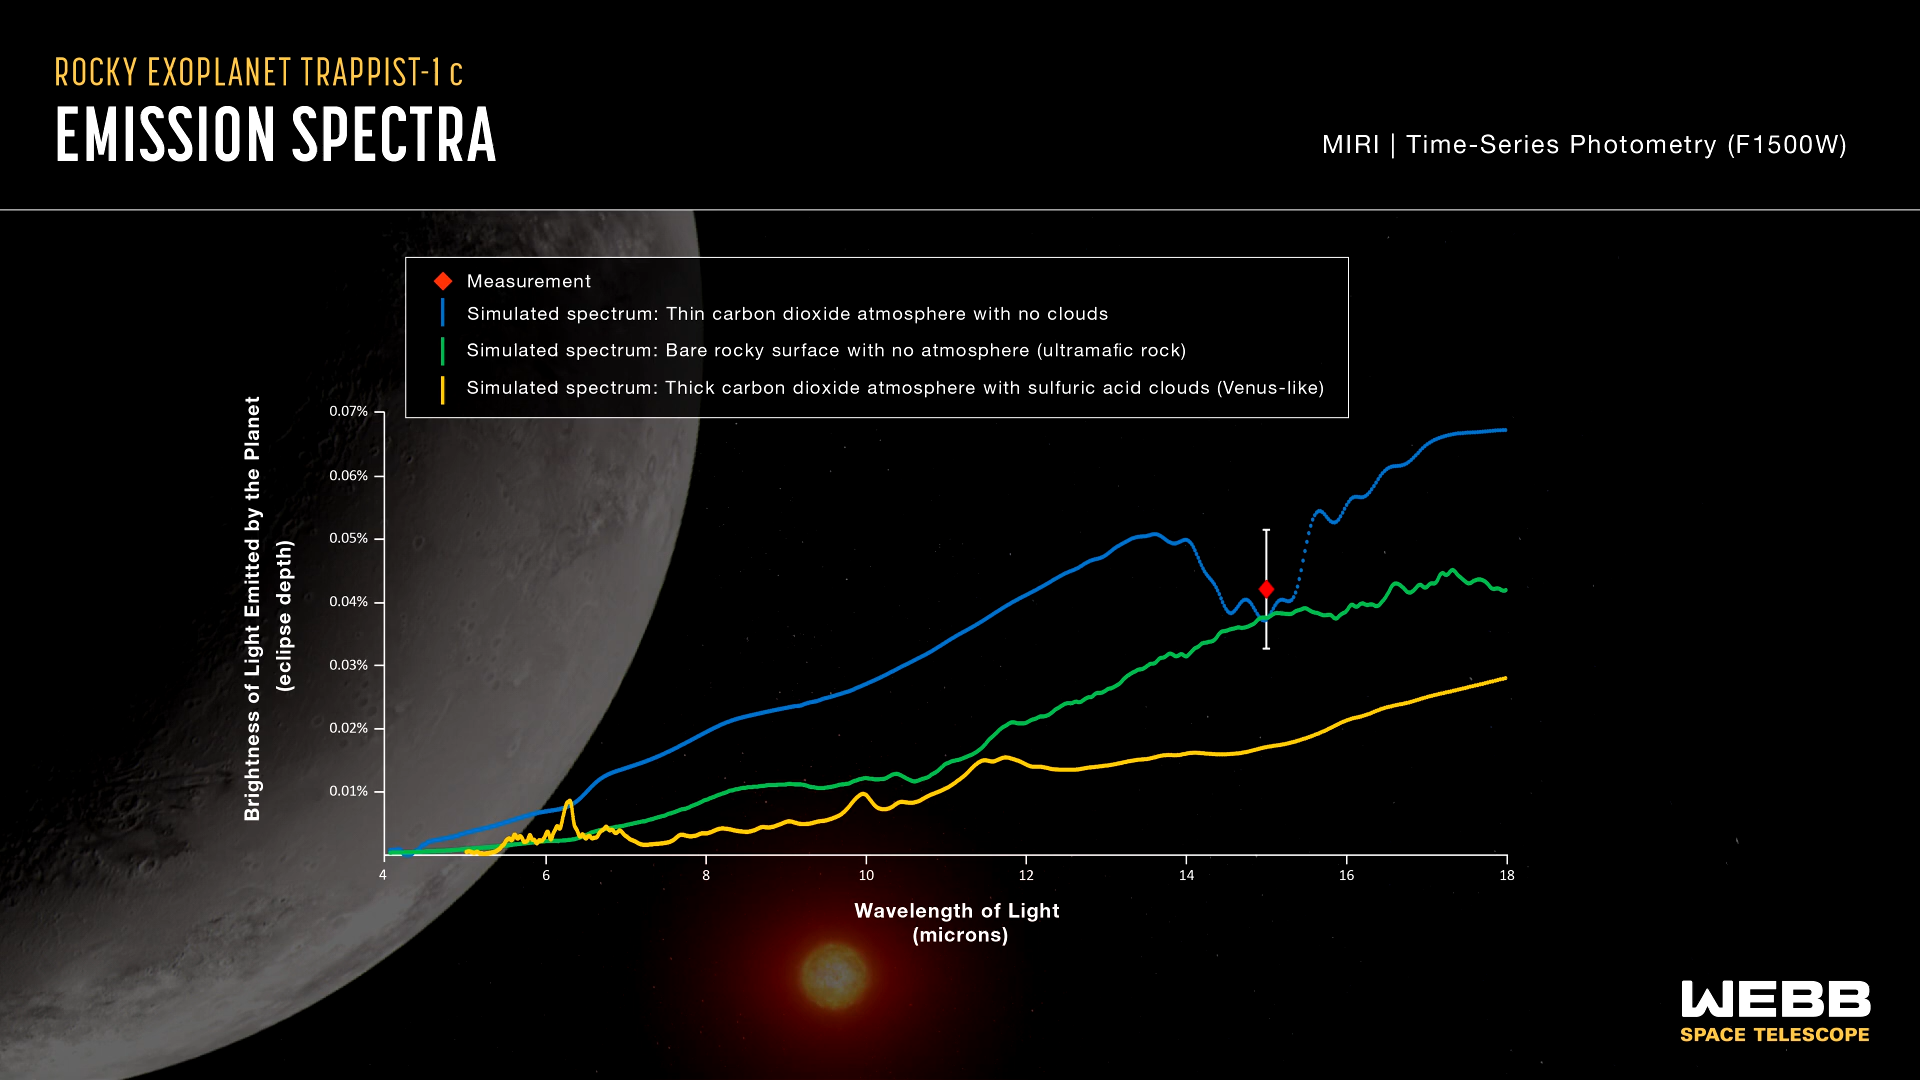 ROCKY EXOPLANET TRAPPIST-1 c
EMISSION SPECTRA
MIRI | Time-Series Photometry (F1500W)
Measurement
Simulated spectrum: Thin carbon dioxide atmosphere with no clouds
Simulated spectrum: Bare rocky surface with no atmosphere (ultramafic rock)
Simulated spectrum: Thick carbon dioxide atmosphere with sulfuric acid clouds (Venus-like)
Brightness of Light Emitted by the Planet
(eclipse depth)
0.07%
0.06%
0.05%
0.04%
0.03%
0.02%
0.01%
4 6 8 10 12 14 16 18
Wavelength of Light
(microns)
WEBB
SPACE TELESCOPE